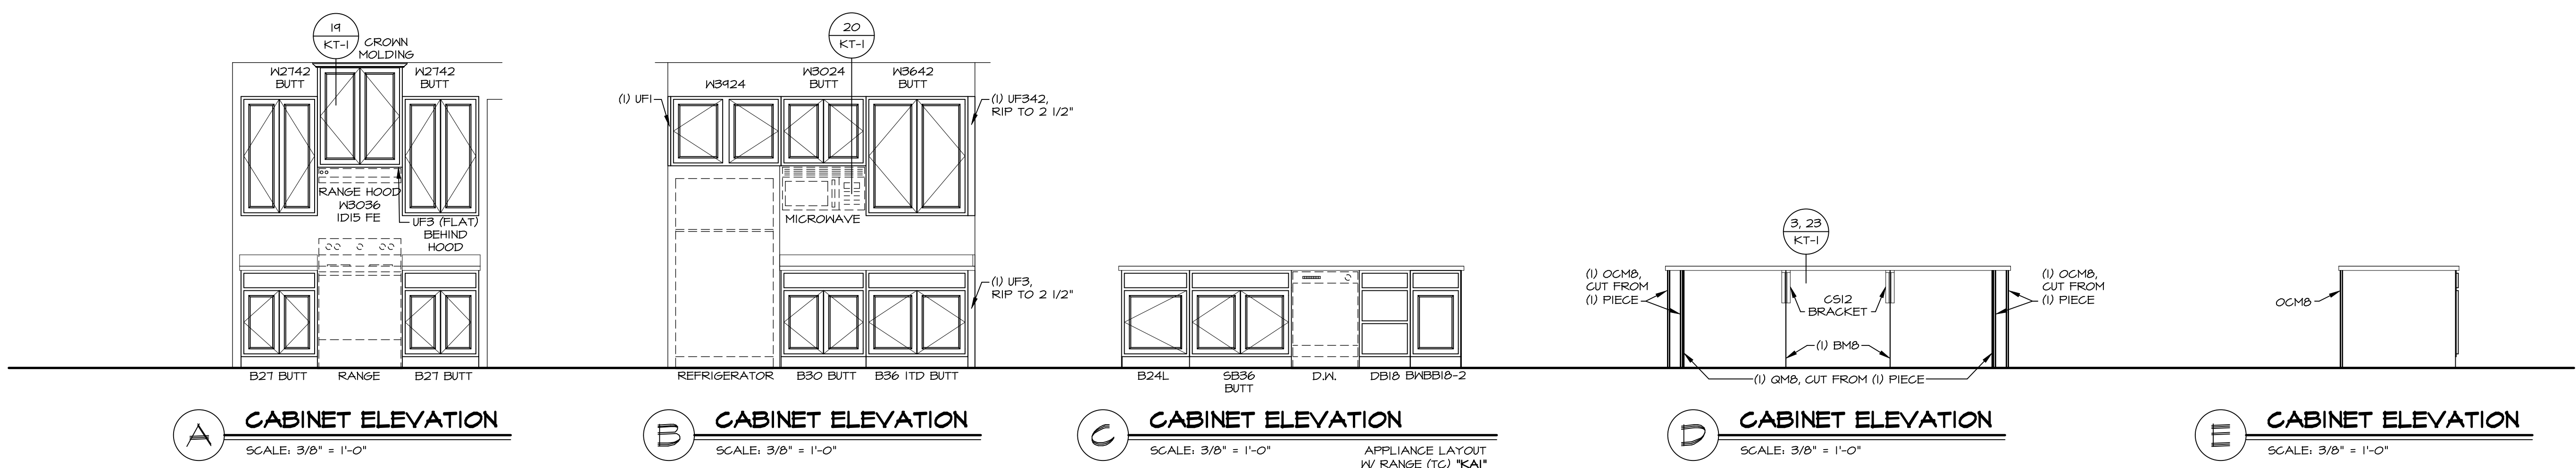 19
KT-1
CROWN
MOLDING
W2742
BUTT
W2742
BUTT
RANGE HOOD
W3036
1D15 FE
UF3 (FLAT)
BEHIND
HOOD
B27 BUTT
RANGE
B27 BUTT
A
CABINET ELEVATION
SCALE: 3/8" = 1'-0"
20
KT-1
W3924
W3024
BUTT
W3642
BUTT
(1) UF1
(1) UF342,
RIP TO 2 1/2"
MICROWAVE
(1) UF3,
RIP TO 2 1/2"
REFRIGERATOR
B30 BUTT
B36 1TD BUTT
B
CABINET ELEVATION
SCALE: 3/8" = 1'-0"
B24L
SB36
BUTT
D.W.
DB18
BWBB18-2
C
CABINET ELEVATION
SCALE: 3/8" = 1'-0"
APPLIANCE LAYOUT
W/ RANGE (TC) "KA1"
3, 23
KT-1
(1) OCM8,
CUT FROM
(1) PIECE
CS12
BRACKET
(1) BM8
(1) OCM8,
CUT FROM
(1) PIECE
(1) QM8, CUT FROM (1) PIECE
D
CABINET ELEVATION
SCALE: 3/8" = 1'-0"
OCM8
E
CABINET ELEVATION
SCALE: 3/8" = 1'-0"